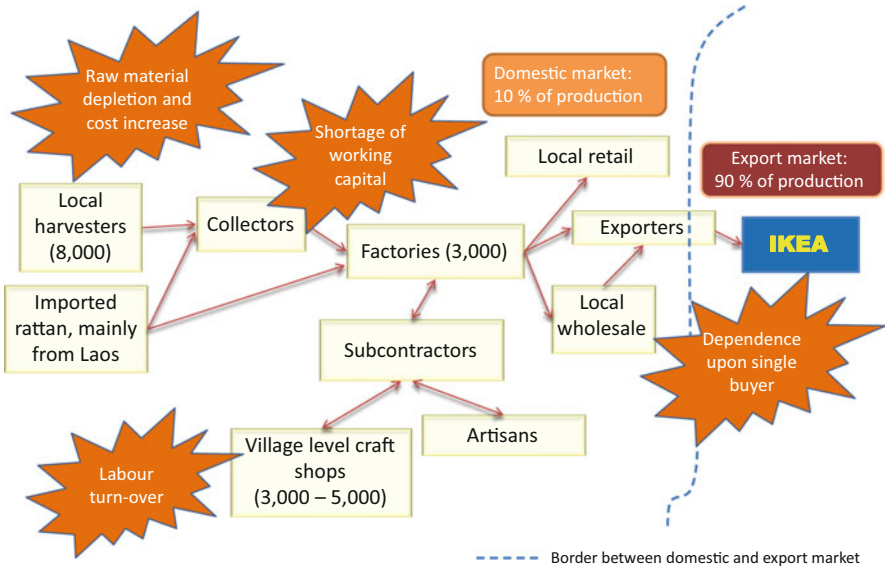 Raw material
depletion and
cost increase
Shortage of
working
capital
Domestic market:
10 % of production
Export market:
90 % of production
Local
harvesters
(8,000)
Collectors
Factories (3,000)
Local retail
Exporters
IKEA
Imported
rattan, mainly
from Laos
Local
wholesale
Subcontractors
Dependence
upon single
buyer
Village level craft
shops
(3,000 – 5,000)
Artisans
Labour
turn-over
Border between domestic and export market